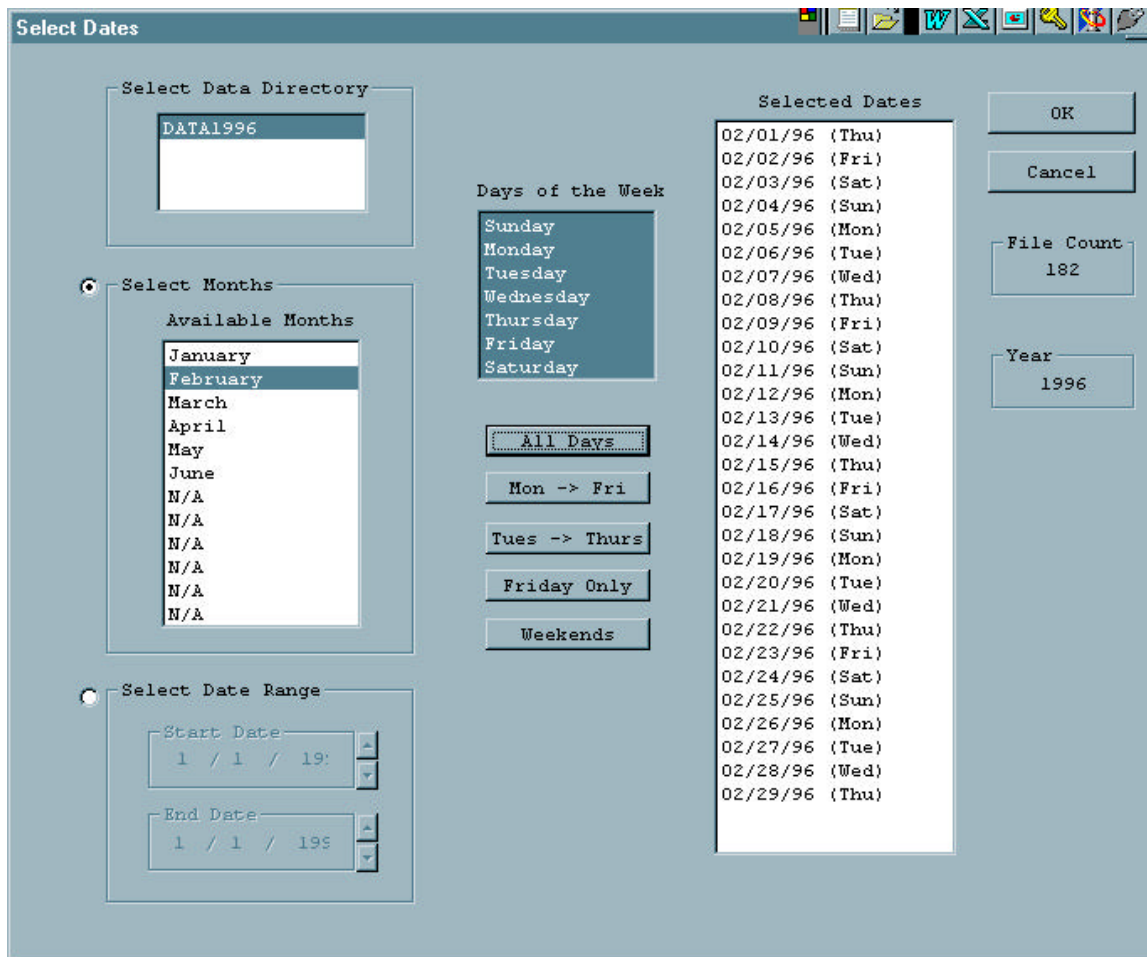 Select Dates
Select Data Directory
DATA1996
Select Months
Available Months
January
February
March
April
May
June
N/A
N/A
N/A
N/A
N/A
N/A
Select Date Range
Start Date
1 / 1 / 19
End Date
1 / 1 / 199
Days of the Week
Sunday
Monday
Tuesday
Wednesday
Thursday
Friday
Saturday
All Days
Mon -> Fri
Tues -> Thurs
Friday Only
Weekends
Selected Dates
02/01/96 (Thu)
02/02/96 (Fri)
02/03/96 (Sat)
02/04/96 (Sun)
02/05/96 (Mon)
02/06/96 (Tue)
02/07/96 (Wed)
02/08/96 (Thu)
02/09/96 (Fri)
02/10/96 (Sat)
02/11/96 (Sun)
02/12/96 (Mon)
02/13/96 (Tue)
02/14/96 (Wed)
02/15/96 (Thu)
02/16/96 (Fri)
02/17/96 (Sat)
02/18/96 (Sun)
02/19/96 (Mon)
02/20/96 (Tue)
02/21/96 (Wed)
02/22/96 (Thu)
02/23/96 (Fri)
02/24/96 (Sat)
02/25/96 (Sun)
02/26/96 (Mon)
02/27/96 (Tue)
02/28/96 (Wed)
02/29/96 (Thu)
OK
Cancel
File Count
182
Year
1996